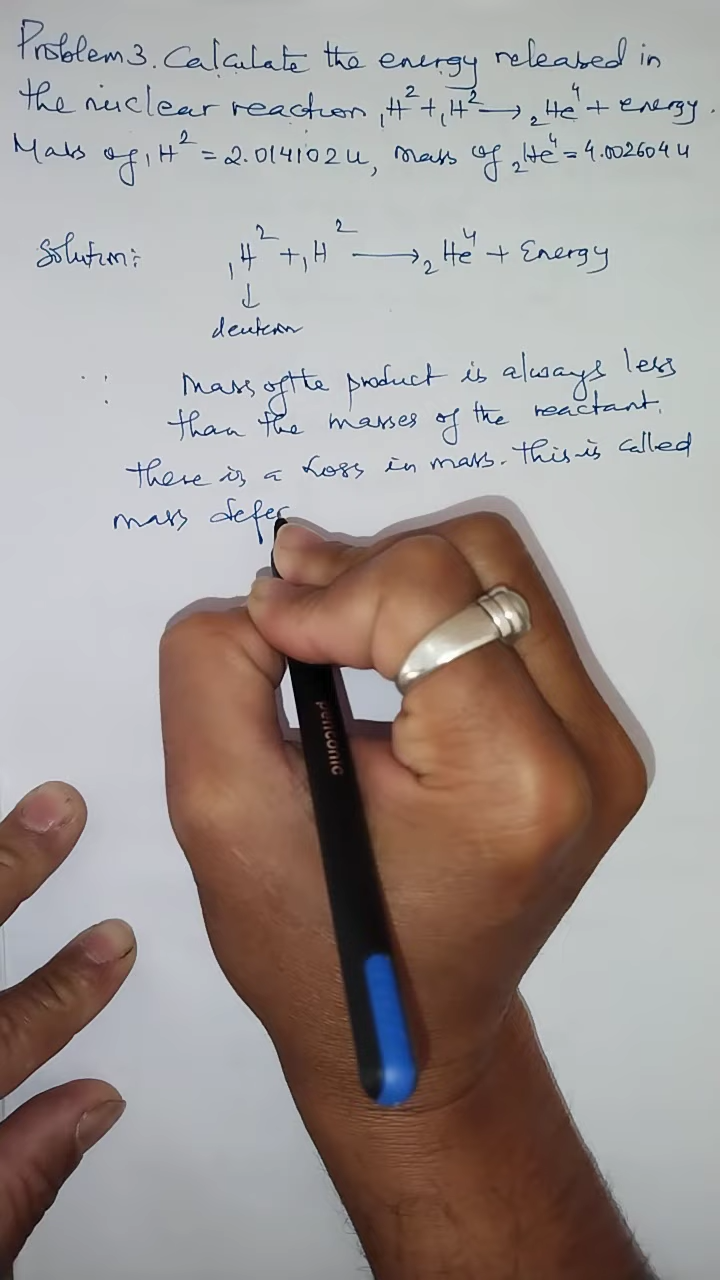 Problem 3. Calculate the energy released in
the nuclear reaction ₁H² + ₁H² → ₂He⁴ + energy.
Mass of ₁H² = 2.014102 u, mass of ₂He⁴ = 4.002604 u
Solution: ₁H² + ₁H² → ₂He⁴ + Energy
↓
deuteron
∵ Mass of the product is always less
than the masses of the reactant.
there is a loss in mass. this is called
mass defec
penconic